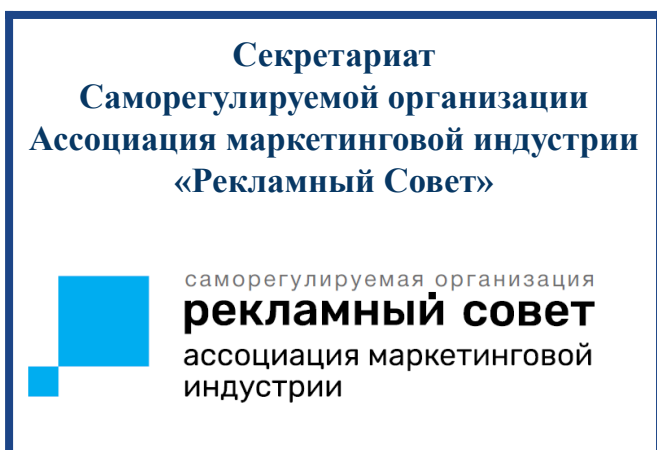 Секретариат
Саморегулируемой организации
Ассоциация маркетинговой индустрии
«Рекламный Совет»
саморегулируемая организация
рекламный совет
ассоциация маркетинговой
индустрии